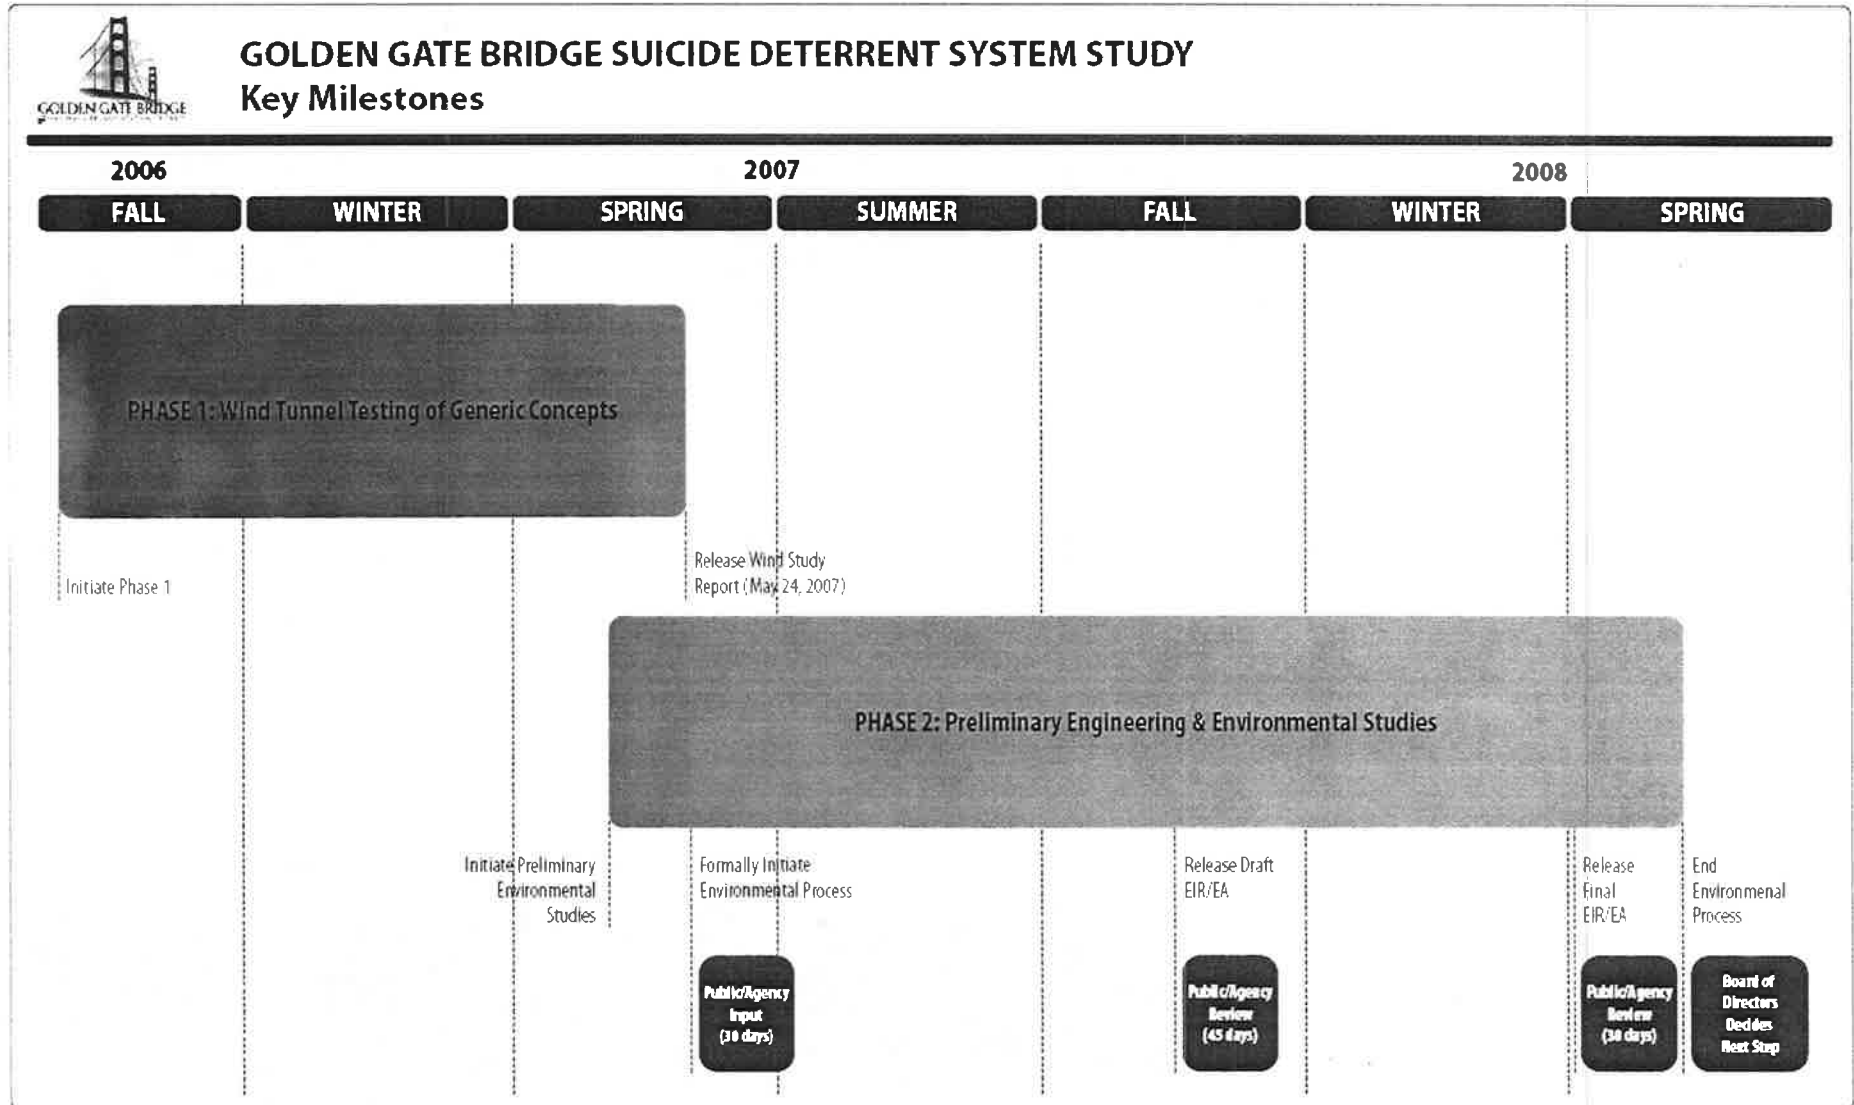 GOLDEN GATE BRIDGE
GOLDEN GATE BRIDGE SUICIDE DETERRENT SYSTEM STUDY
Key Milestones
2006
2007
2008
FALL
WINTER
SPRING
SUMMER
FALL
WINTER
SPRING
PHASE 1: Wind Tunnel Testing of Generic Concepts
Initiate Phase 1
Release Wind Study
Report (May 24, 2007)
PHASE 2: Preliminary Engineering & Environmental Studies
Initiate Preliminary
Environmental
Studies
Formally Initiate
Environmental Process
Release Draft
EIR/EA
Release
Final
EIR/EA
End
Environmenal
Process
Public/Agency
Input
(30 days)
Public/Agency
Review
(45 days)
Public/Agency
Review
(30 days)
Board of
Directors
Decides
Next Step